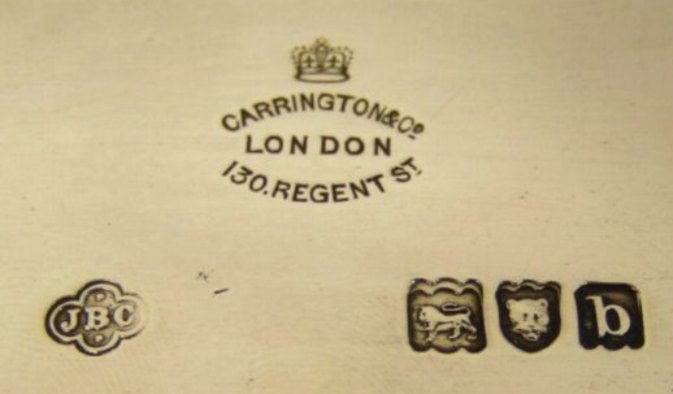 CARRINGTON & Co
LONDON
130. REGENT ST
JBC
b